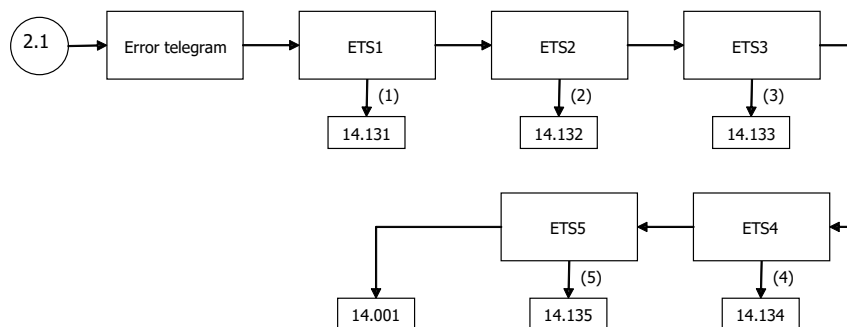 2.1
Error telegram
ETS1
ETS2
ETS3
(1)
(2)
(3)
14.131
14.132
14.133
ETS5
ETS4
(5)
(4)
14.001
14.135
14.134